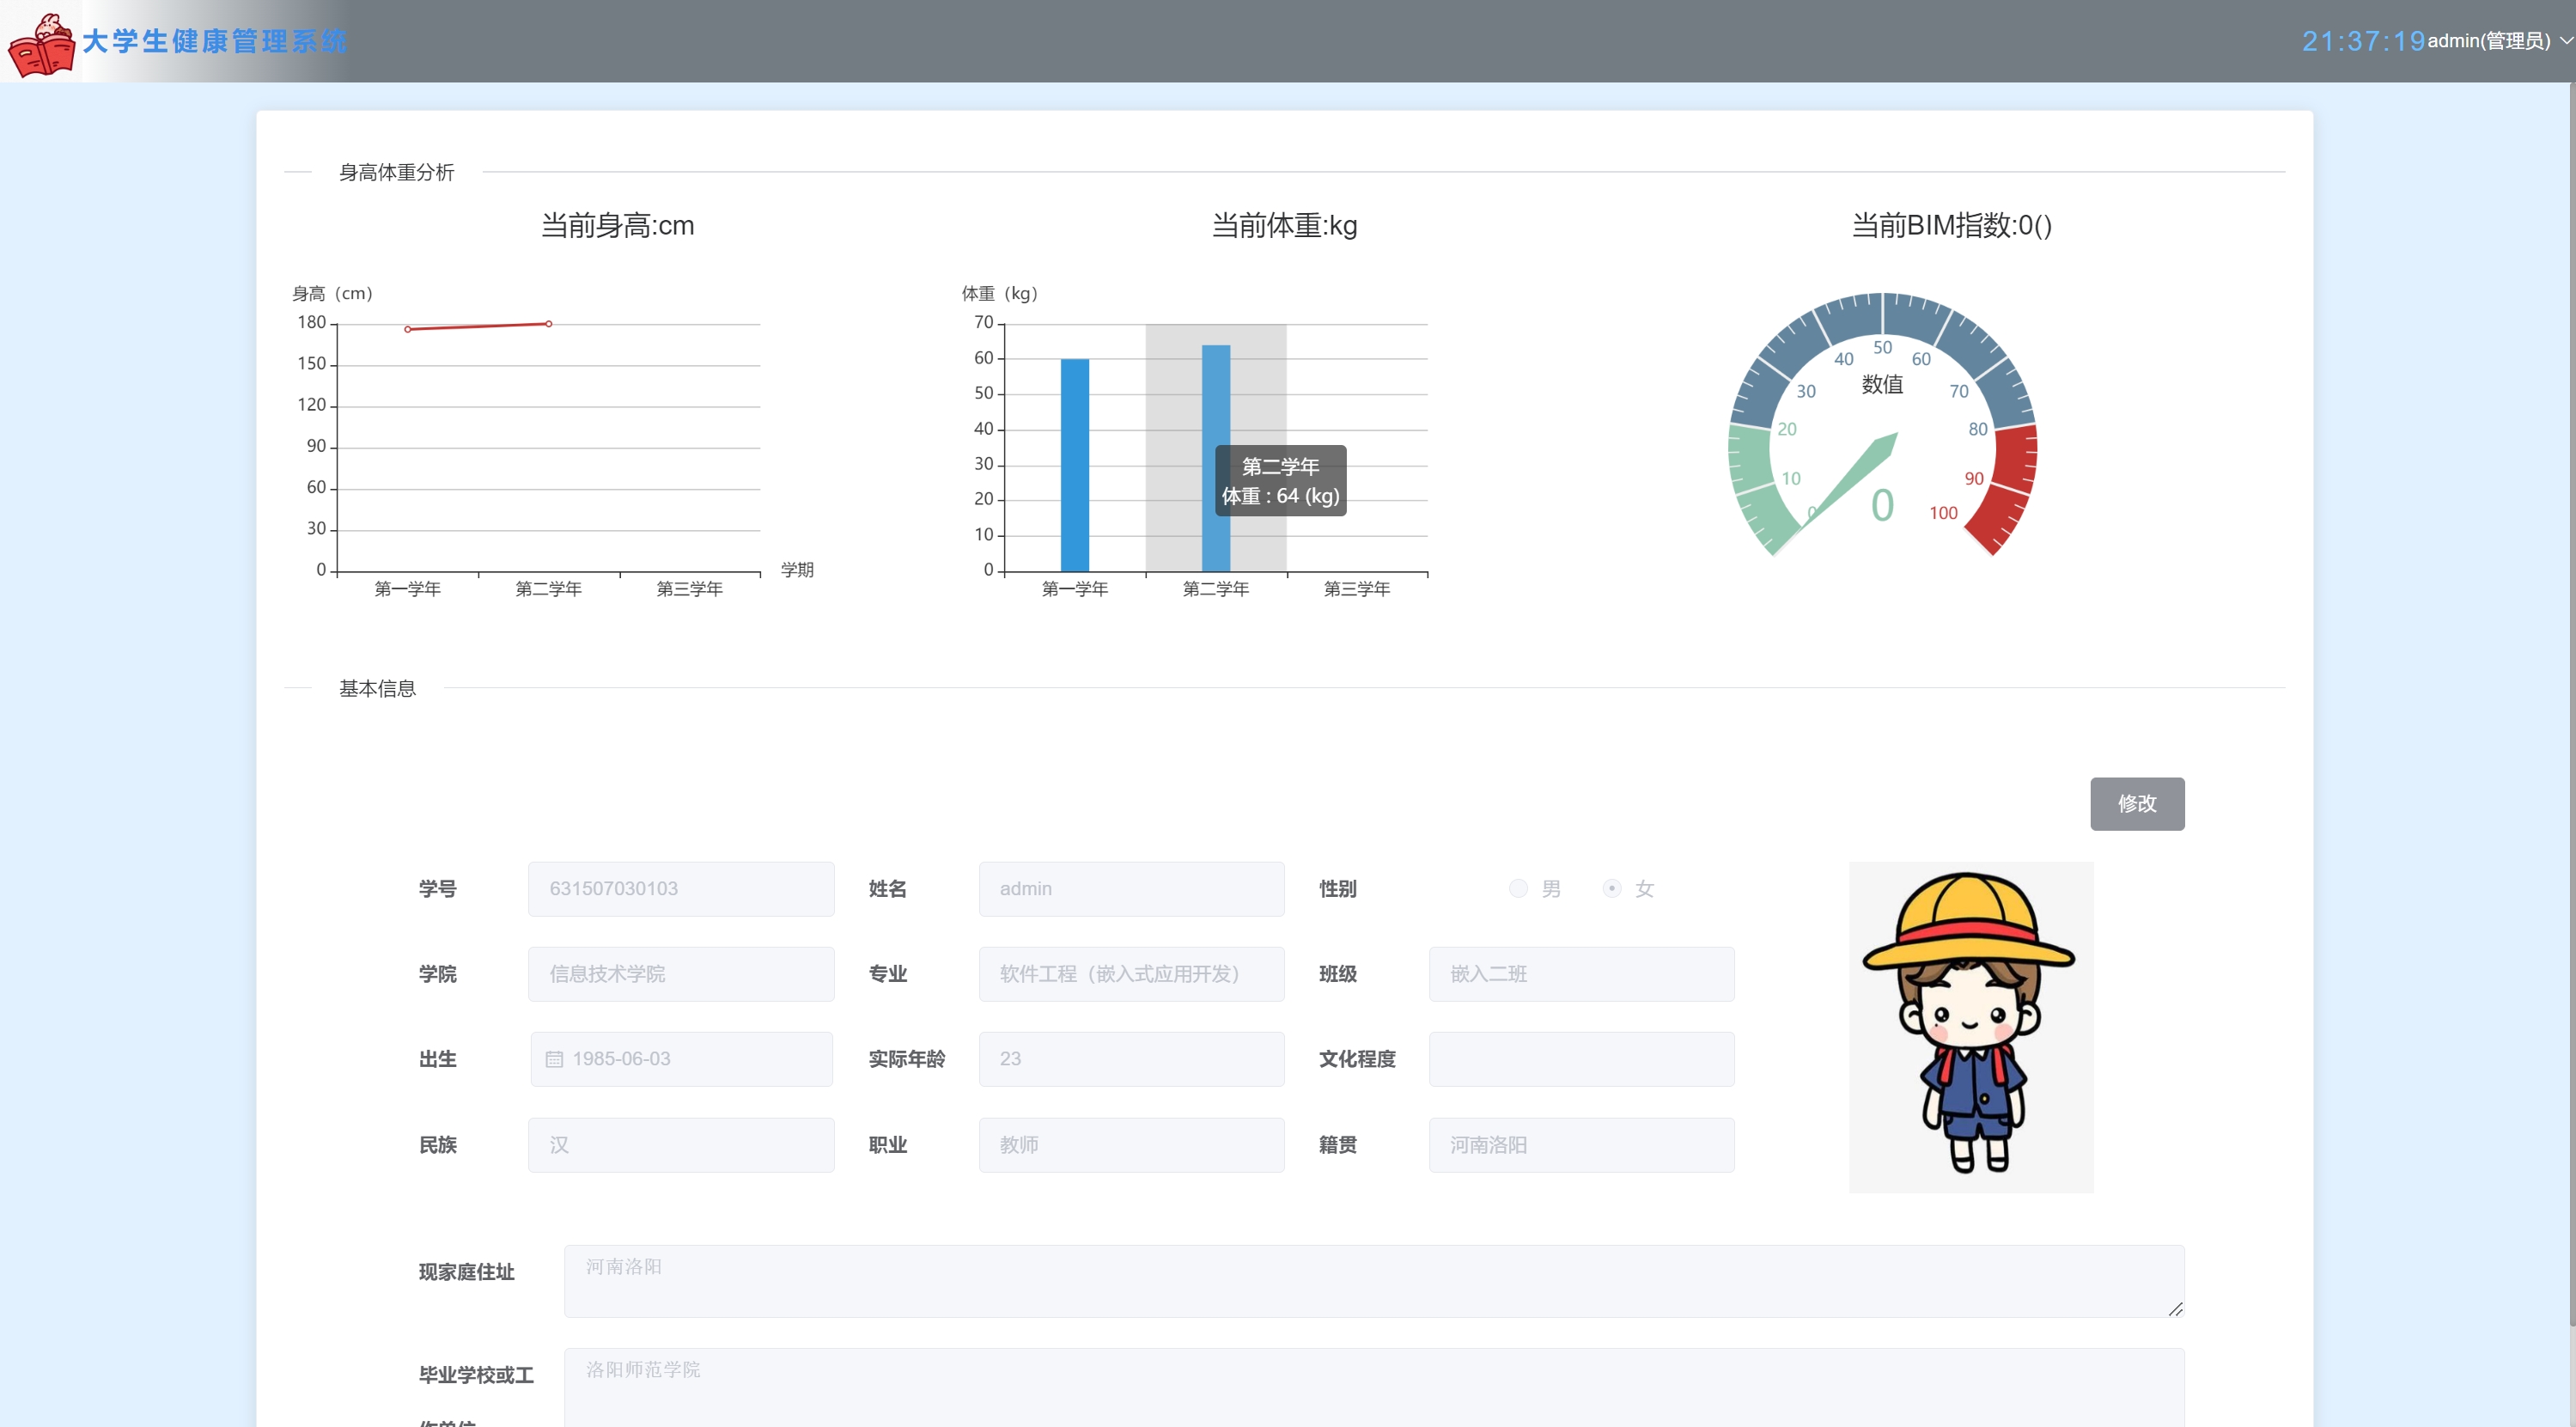 大学生健康管理系统
21:37:19 admin(管理员)
身高体重分析
当前身高:cm
当前体重:kg
当前BIM指数:0()
身高（cm）
180
150
120
90
60
30
0
第一学年 第二学年 第三学年
学期
体重（kg）
70
60
50
40
30
20
10
0
第一学年 第二学年 第三学年
第二学年
体重 : 64 (kg)
0
10
20
30
40
50
60
70
80
90
100
数值
0
基本信息
修改
学号 631507030103 姓名 admin 性别 男 女
学院 信息技术学院 专业 软件工程（嵌入式应用开发） 班级 嵌入二班
出生 1985-06-03 实际年龄 23 文化程度
民族 汉 职业 教师 籍贯 河南洛阳
现家庭住址 河南洛阳
毕业学校或工 洛阳师范学院